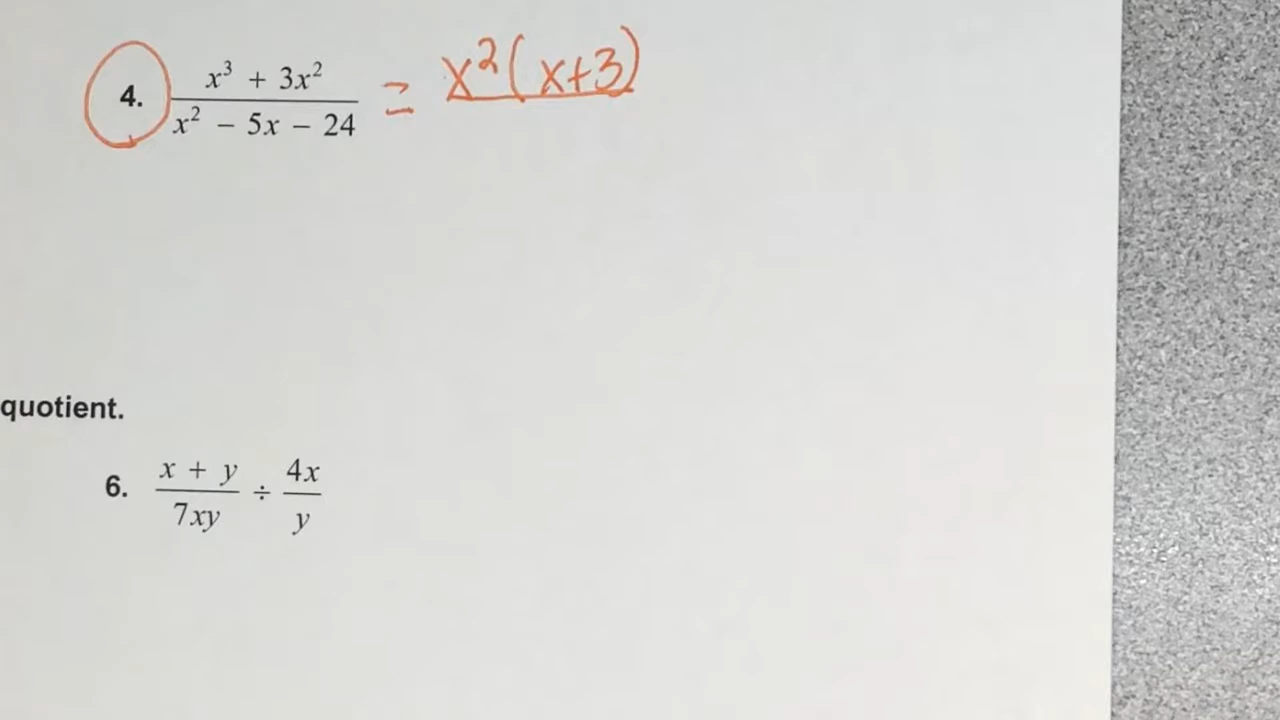 4. x³ + 3x² / x² − 5x − 24 = x²(x+3)
quotient.
6. x + y / 7xy ÷ 4x / y